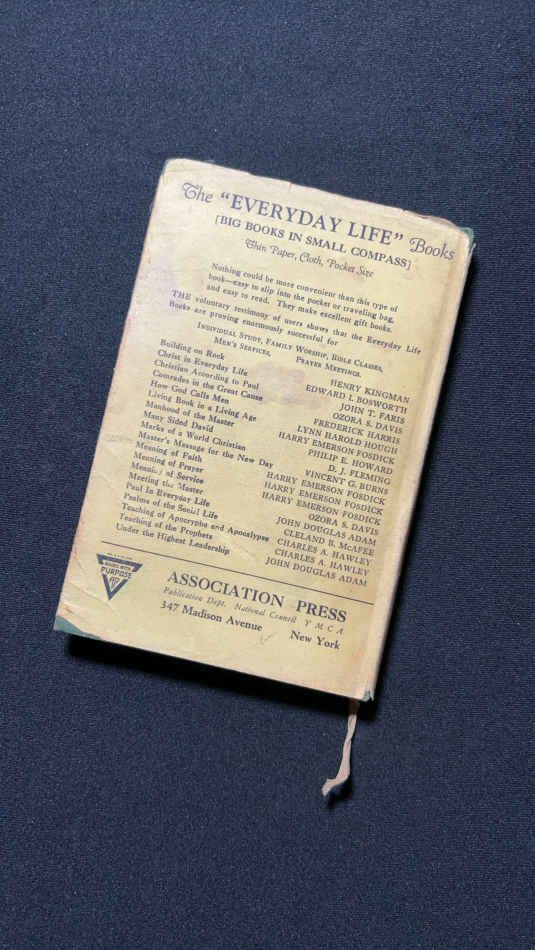 The "EVERYDAY LIFE" Books
[BIG BOOKS IN SMALL COMPASS]
Thin Paper, Cloth, Pocket Size
Nothing could be more convenient than this type of
book—easy to slip into the pocket or traveling bag,
and easy to read. They make excellent gift books.
THE voluntary testimony of users shows that the Everyday Life
Books are proving enormously successful for
INDIVIDUAL STUDY, FAMILY WORSHIP, BIBLE CLASSES,
MEN'S SERVICES, PRAYER MEETINGS.
Building on Rock HENRY KINGMAN
Christ in Everyday Life EDWARD I. BOSWORTH
Christian According to Paul JOHN T. FARIS
Comrades in the Great Cause OZORA S. DAVIS
How God Calls Men FREDERICK HARRIS
Living Book in a Living Age LYNN HAROLD HOUGH
Manhood of the Master HARRY EMERSON FOSDICK
Many Sided David PHILIP E. HOWARD
Marks of a World Christian D. J. FLEMING
Master's Message for the New Day VINCENT G. BURNS
Meaning of Faith HARRY EMERSON FOSDICK
Meaning of Prayer HARRY EMERSON FOSDICK
Meaning of Service HARRY EMERSON FOSDICK
Meeting the Master OZORA S. DAVIS
Paul In Everyday Life JOHN DOUGLAS ADAM
Psalms of the Social Life CLELAND B. McAFEE
Teaching of Apocrypha and Apocalypse CHARLES A. HAWLEY
Teaching of the Prophets CHARLES A. HAWLEY
Under the Highest Leadership JOHN DOUGLAS ADAM
BOOKS WITH
PURPOSE
ASSOCIATION PRESS
Publication Dept. National Council YMCA
347 Madison Avenue New York